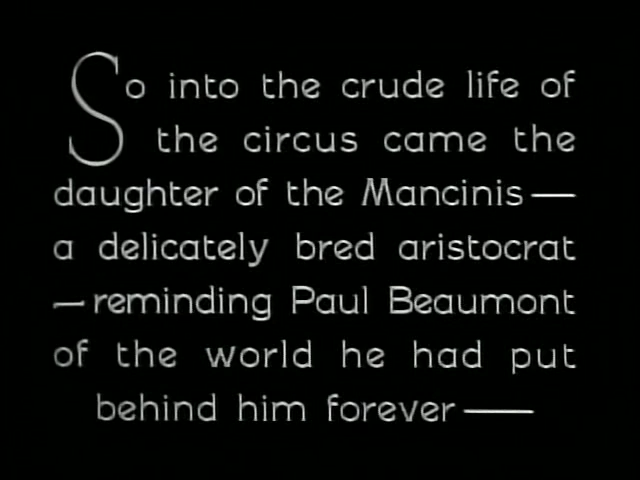 So into the crude life of
the circus came the
daughter of the Mancinis—
a delicately bred aristocrat
—reminding Paul Beaumont
of the world he had put
behind him forever—